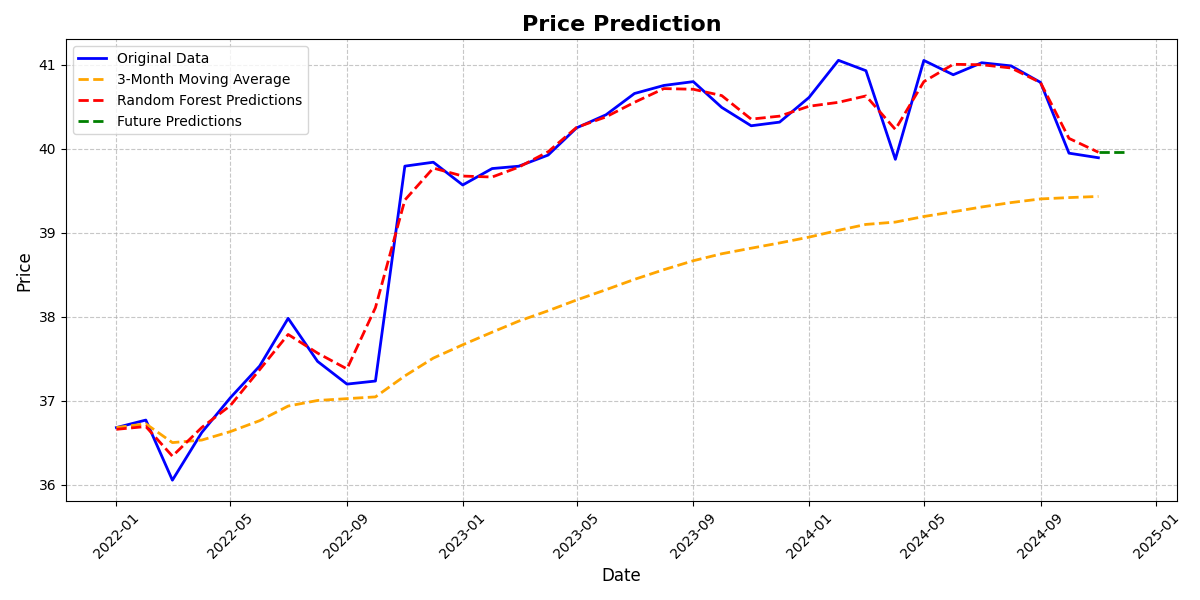 Price Prediction
Original Data
3-Month Moving Average
Random Forest Predictions
Future Predictions
Price
41
40
39
38
37
36
2022-01
2022-05
2022-09
2023-01
2023-05
2023-09
2024-01
2024-05
2024-09
2025-01
Date